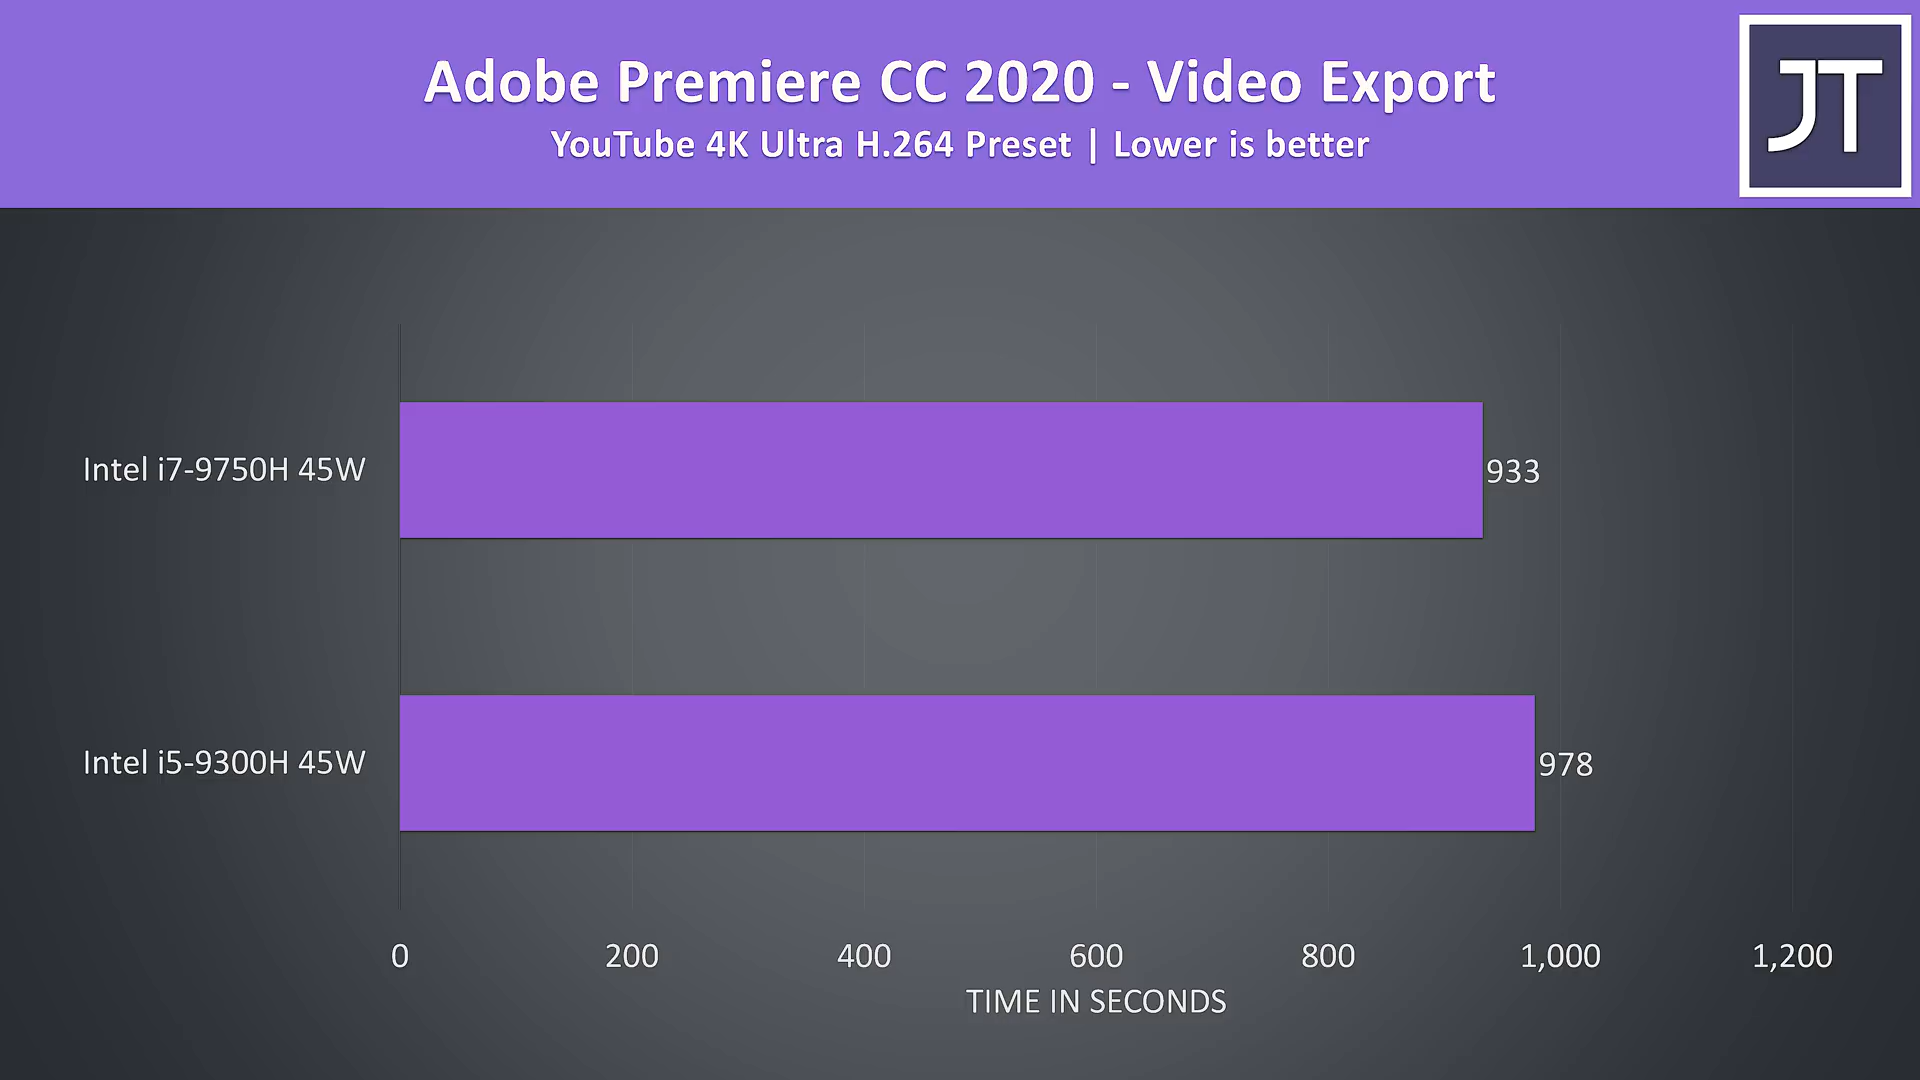 Adobe Premiere CC 2020 - Video Export
YouTube 4K Ultra H.264 Preset | Lower is better
JT
Intel i7-9750H 45W
933
Intel i5-9300H 45W
978
0 200 400 600 800 1,000 1,200
TIME IN SECONDS